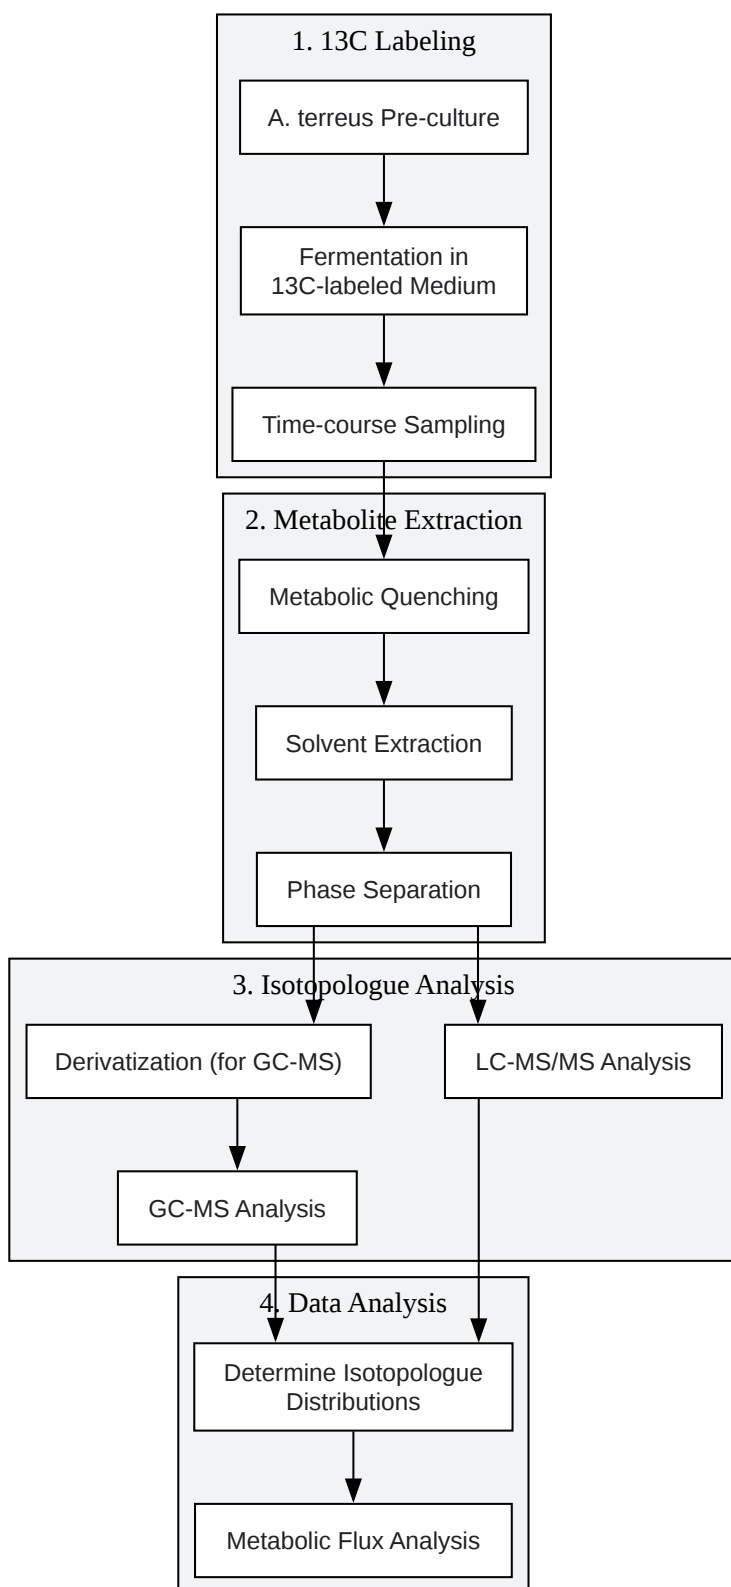 1. 13C Labeling
A. terreus Pre-culture
Fermentation in
13C-labeled Medium
Time-course Sampling
2. Metabolite Extraction
Metabolic Quenching
Solvent Extraction
Phase Separation
3. Isotopologue Analysis
Derivatization (for GC-MS)
LC-MS/MS Analysis
GC-MS Analysis
4. Data Analysis
Determine Isotopologue
Distributions
Metabolic Flux Analysis